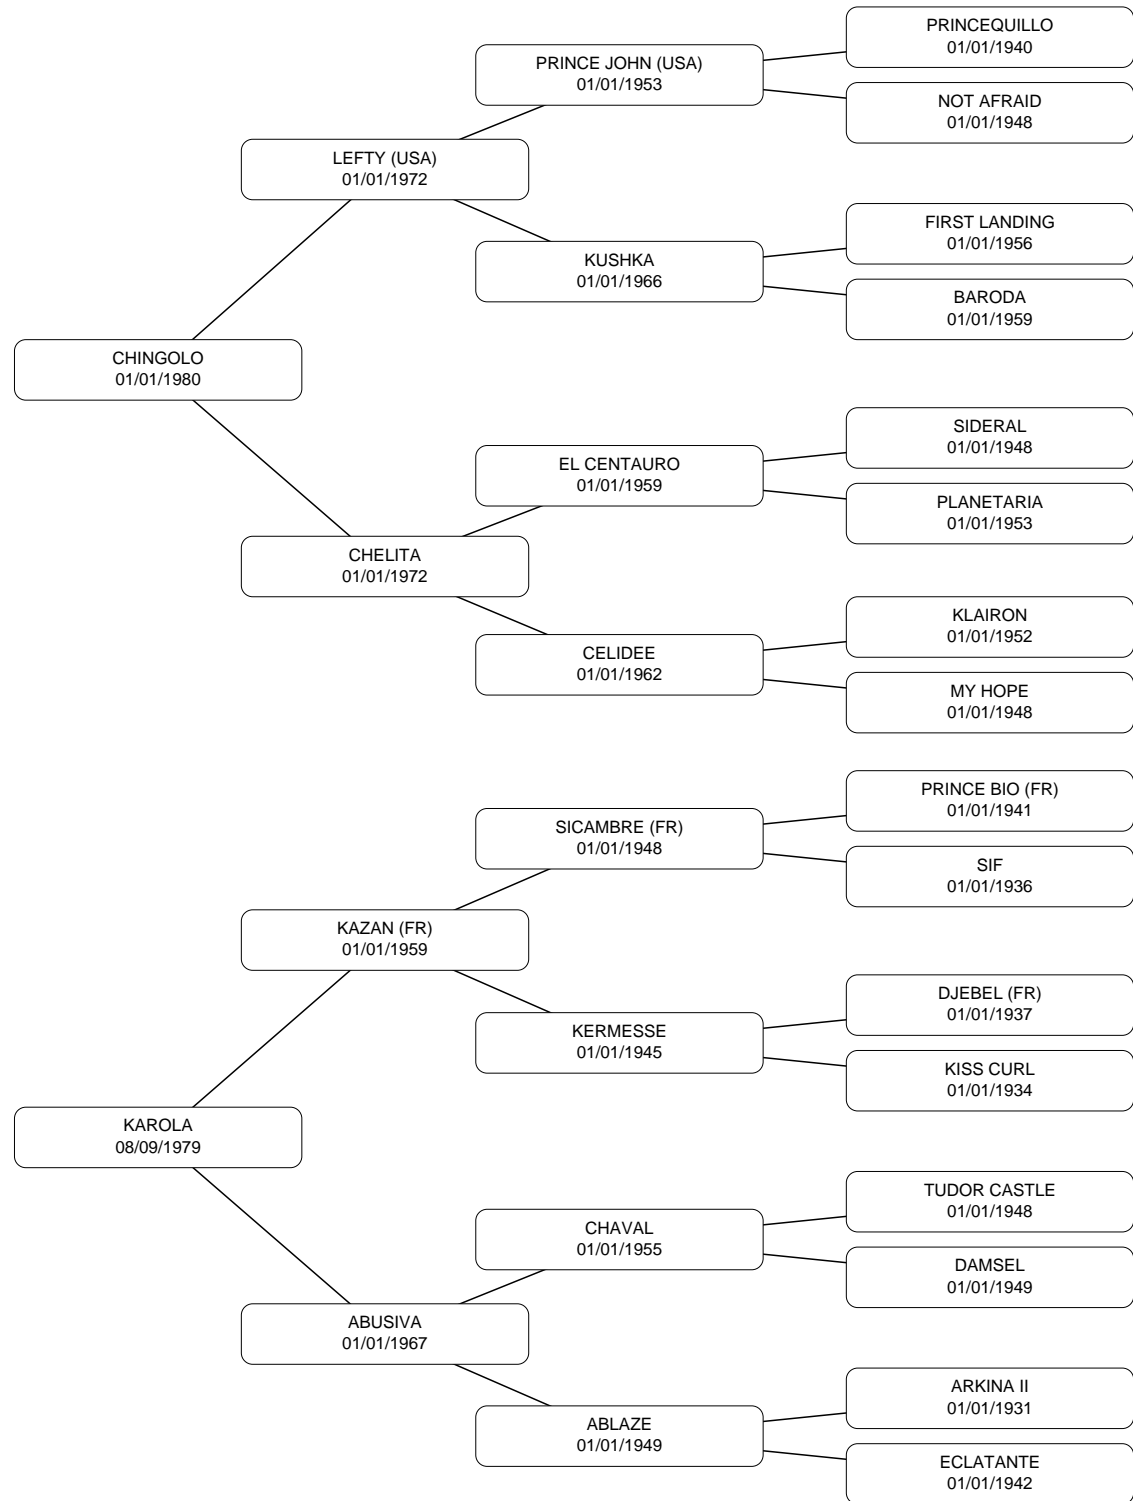 PRINCEQUILLO
01/01/1940
PRINCE JOHN (USA)
01/01/1953
NOT AFRAID
01/01/1948
LEFTY (USA)
01/01/1972
FIRST LANDING
01/01/1956
KUSHKA
01/01/1966
BARODA
01/01/1959
CHINGOLO
01/01/1980
SIDERAL
01/01/1948
EL CENTAURO
01/01/1959
PLANETARIA
01/01/1953
CHELITA
01/01/1972
KLAIRON
01/01/1952
CELIDEE
01/01/1962
MY HOPE
01/01/1948
PRINCE BIO (FR)
01/01/1941
SICAMBRE (FR)
01/01/1948
SIF
01/01/1936
KAZAN (FR)
01/01/1959
DJEBEL (FR)
01/01/1937
KERMESSE
01/01/1945
KISS CURL
01/01/1934
KAROLA
08/09/1979
TUDOR CASTLE
01/01/1948
CHAVAL
01/01/1955
DAMSEL
01/01/1949
ABUSIVA
01/01/1967
ARKINA II
01/01/1931
ABLAZE
01/01/1949
ECLATANTE
01/01/1942